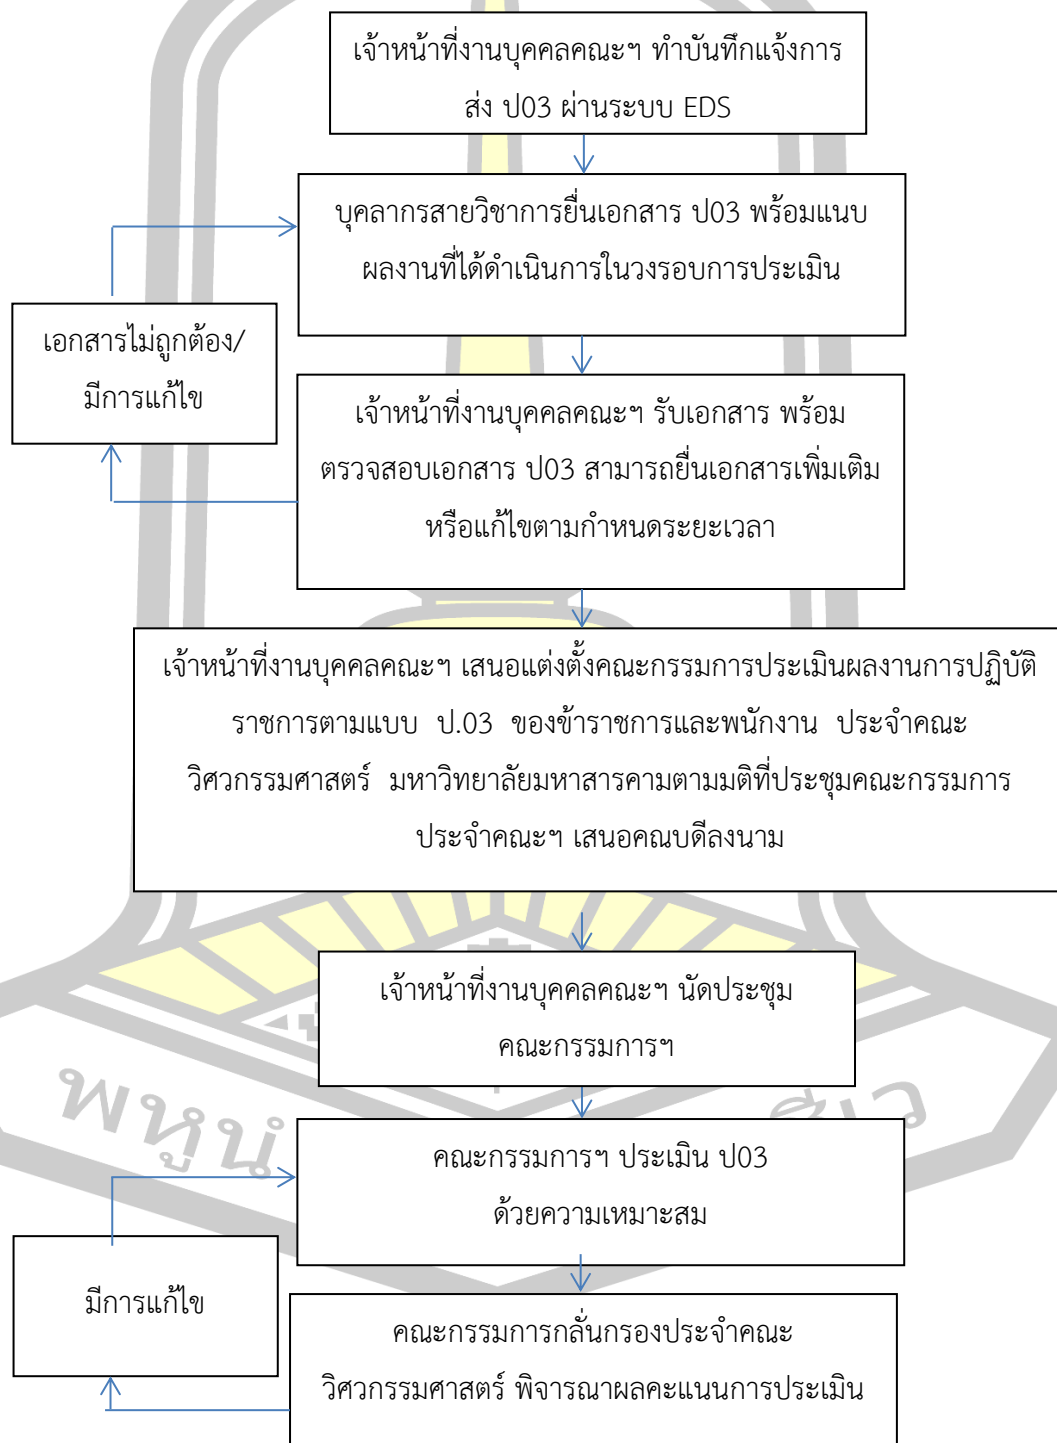 เจ้าหน้าที่งานบุคคลคณะฯ ทำบันทึกแจ้งการ
ส่ง ป03 ผ่านระบบ EDS
บุคลากรสายวิชาการยื่นเอกสาร ป03 พร้อมแนบ
ผลงานที่ได้ดำเนินการในวงรอบการประเมิน
เอกสารไม่ถูกต้อง/
มีการแก้ไข
เจ้าหน้าที่งานบุคคลคณะฯ รับเอกสาร พร้อม
ตรวจสอบเอกสาร ป03 สามารถยื่นเอกสารเพิ่มเติม
หรือแก้ไขตามกำหนดระยะเวลา
เจ้าหน้าที่งานบุคคลคณะฯ เสนอแต่งตั้งคณะกรรมการประเมินผลงานการปฏิบัติ
ราชการตามแบบ ป.03 ของข้าราชการและพนักงาน ประจำคณะ
วิศวกรรมศาสตร์ มหาวิทยาลัยมหาสารคามตามมติที่ประชุมคณะกรรมการ
ประจำคณะฯ เสนอคณบดีลงนาม
เจ้าหน้าที่งานบุคคลคณะฯ นัดประชุม
คณะกรรมการฯ
พหูนํ
คณะกรรมการฯ ประเมิน ป03
ด้วยความเหมาะสม
มีการแก้ไข
คณะกรรมการกลั่นกรองประจำคณะ
วิศวกรรมศาสตร์ พิจารณาผลคะแนนการประเมิน